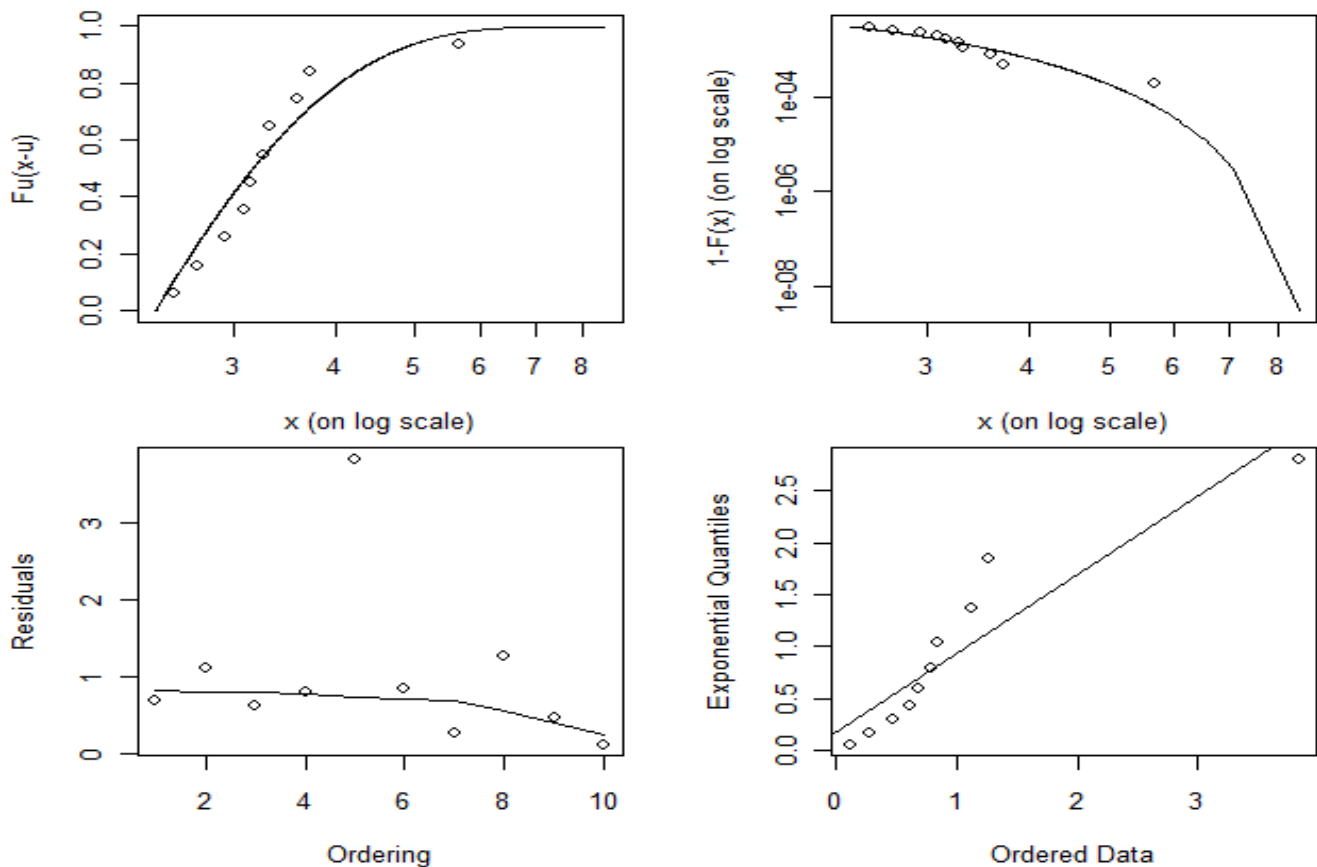 Fu(x-u)
0.0 0.2 0.4 0.6 0.8 1.0
3 4 5 6 7 8
x (on log scale)
1-F(x) (on log scale)
1e-08 1e-06 1e-04
3 4 5 6 7 8
x (on log scale)
Residuals
0 1 2 3
2 4 6 8 10
Ordering
Exponential Quantiles
0.0 0.5 1.0 1.5 2.0 2.5
0 1 2 3
Ordered Data